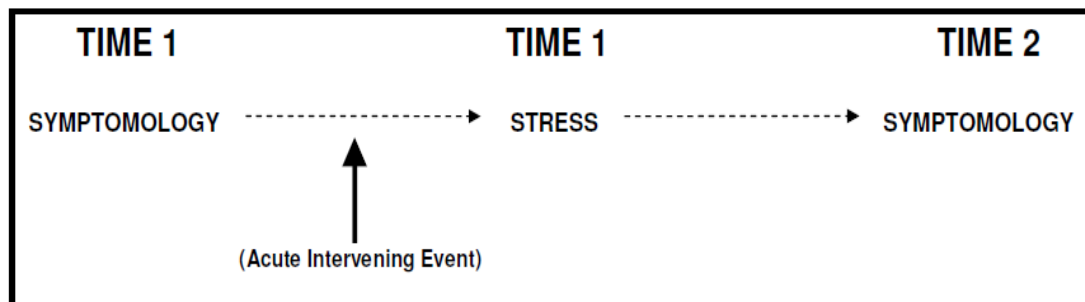 TIME 1 TIME 1 TIME 2
SYMPTOMOLOGY STRESS SYMPTOMOLOGY
(Acute Intervening Event)